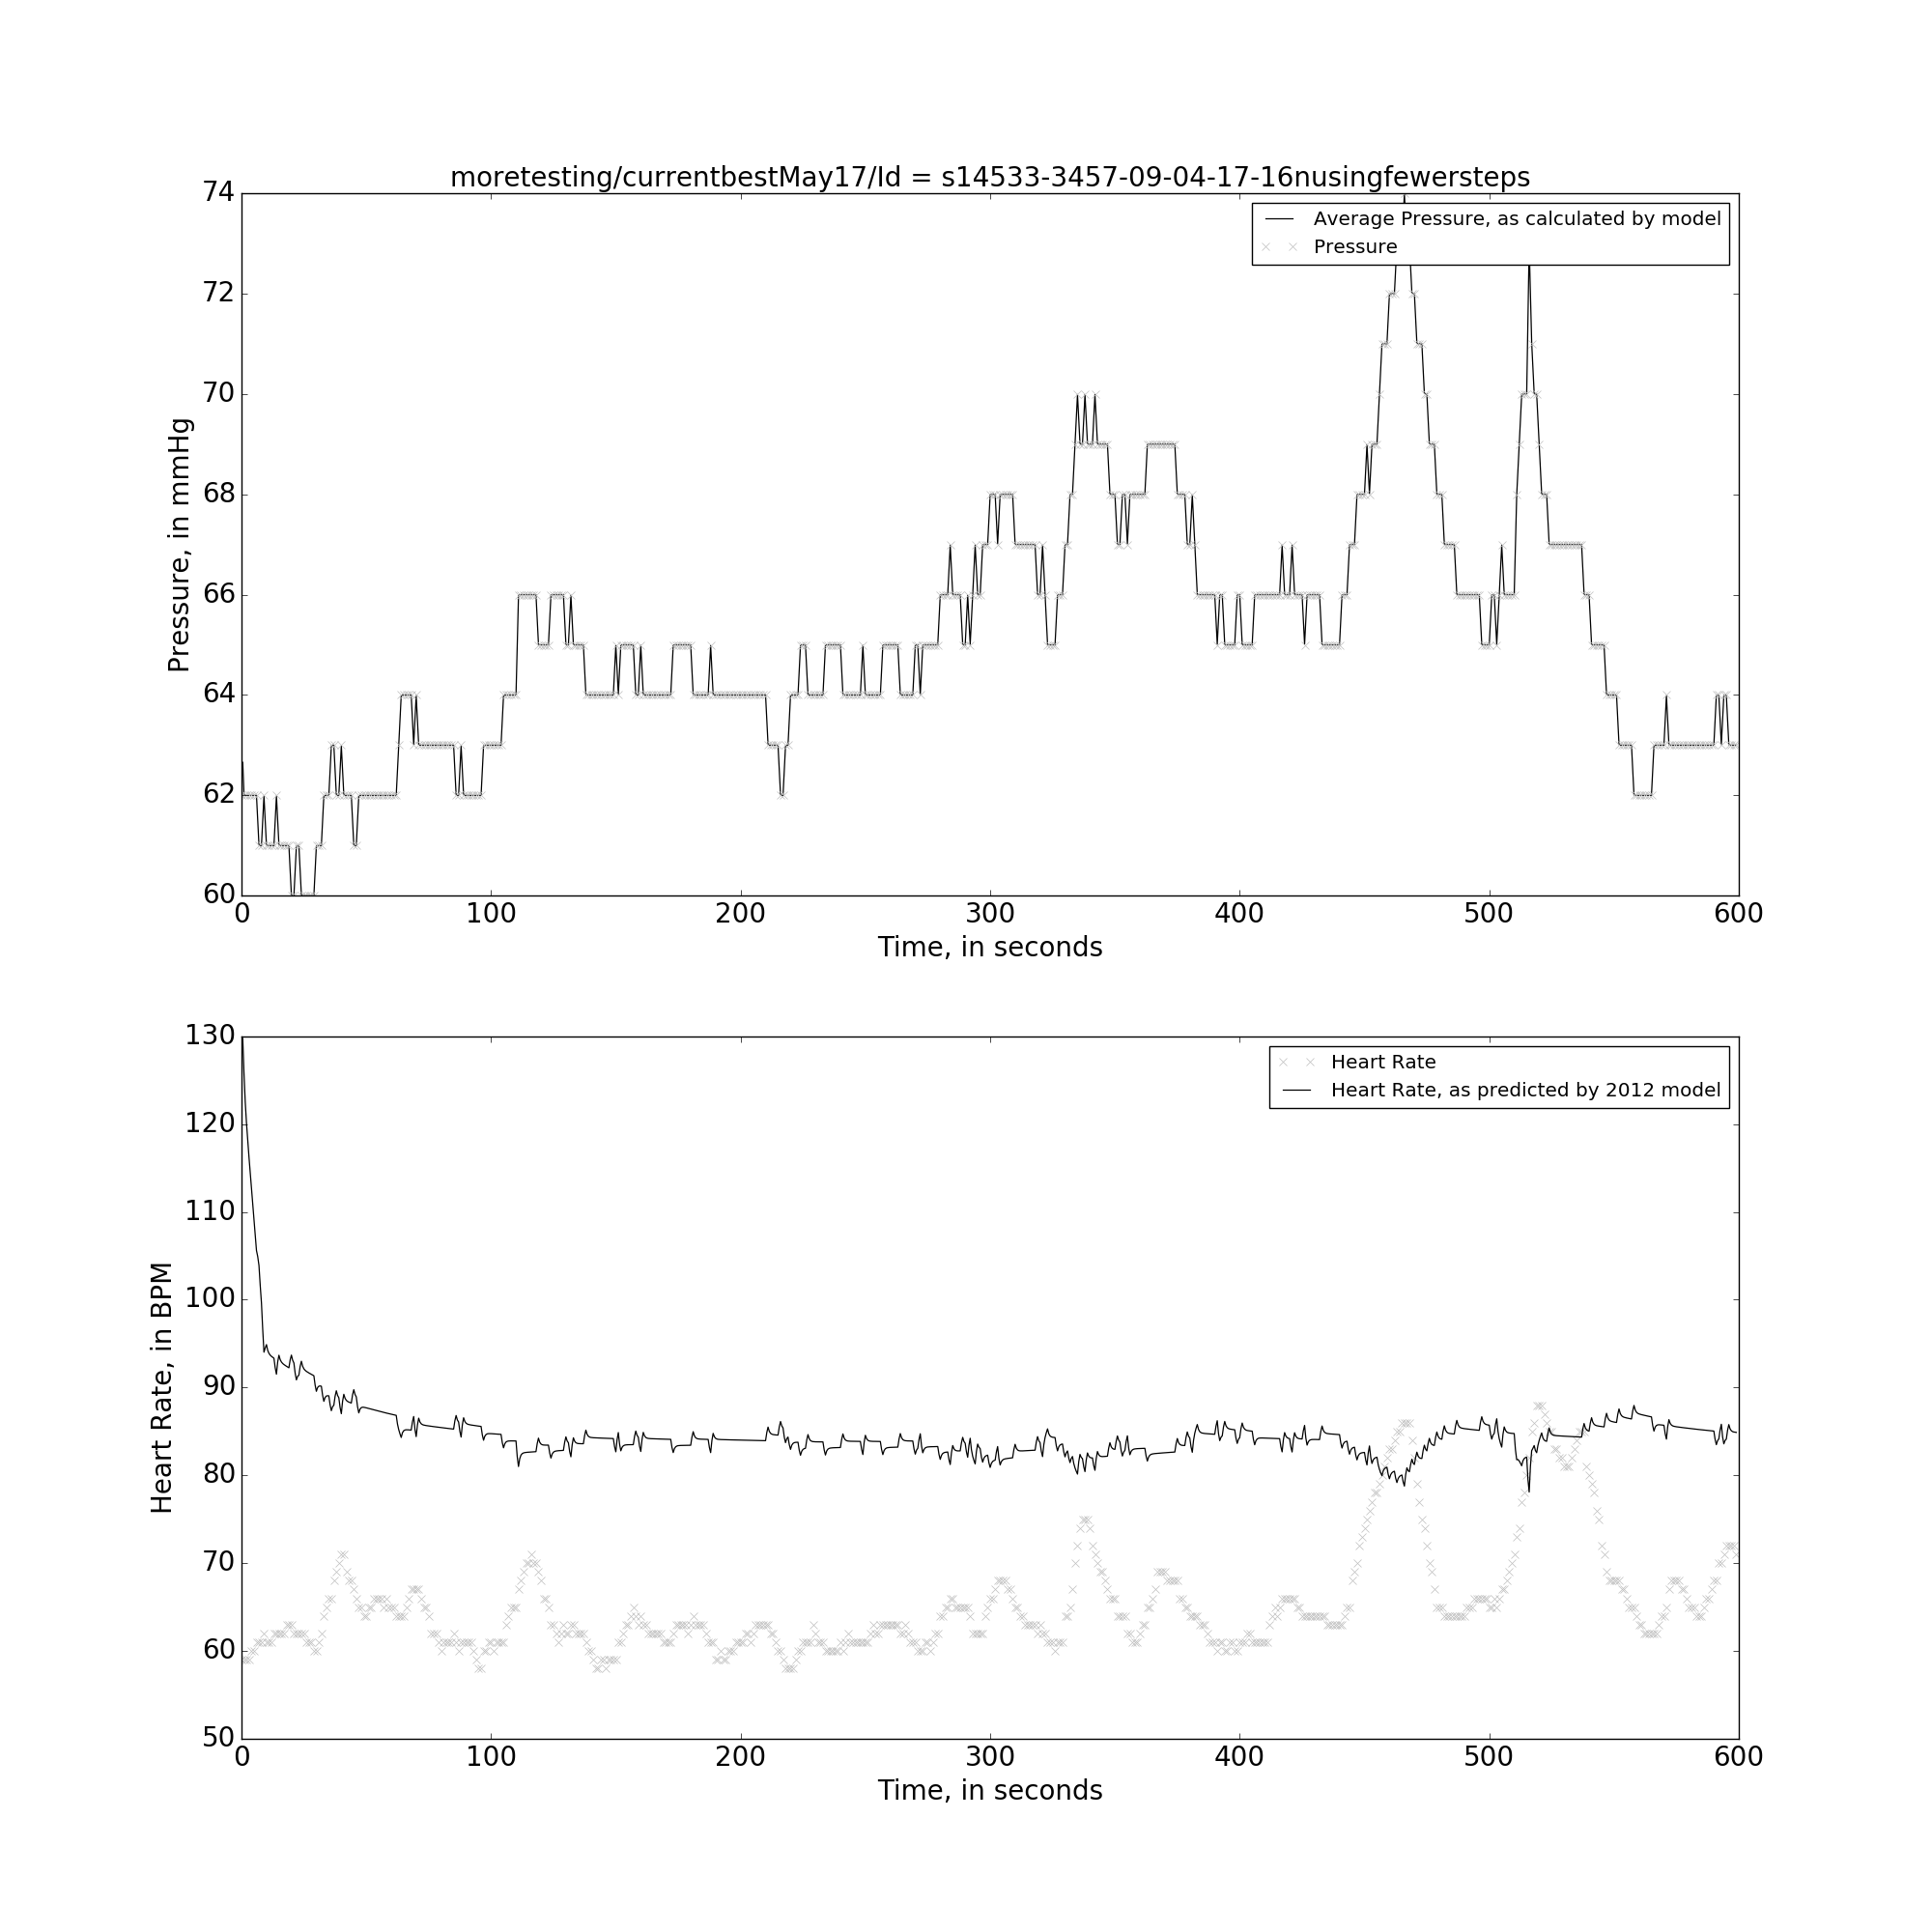 moretesting/currentbestMay17/Id = s14533-3457-09-04-17-16nusingfewersteps
Average Pressure, as calculated by model
Pressure
74
72
70
68
66
64
62
60
Pressure, in mmHg
0 100 200 300 400 500 600
Time, in seconds
Heart Rate
Heart Rate, as predicted by 2012 model
130
120
110
100
90
80
70
60
50
Heart Rate, in BPM
0 100 200 300 400 500 600
Time, in seconds